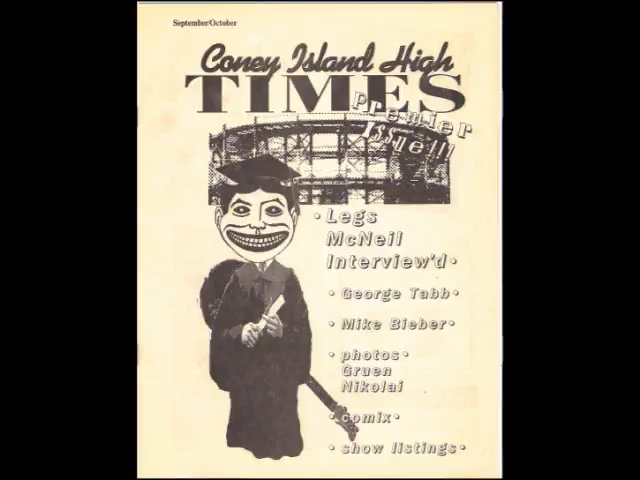 September/October
Coney Island High
TIMES
Premier
Issue!!!
• Legs
McNeil
Interview'd •
• George Tabb •
• Mike Bieber •
• photos •
Gruen
Nikolai
• comix •
• show listings •